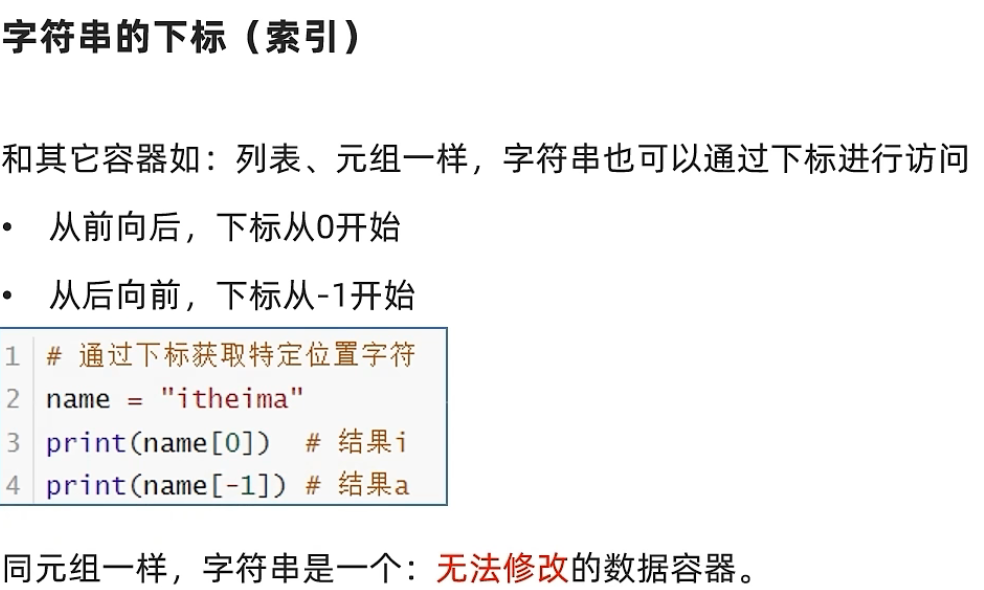 字符串的下标（索引）
和其它容器如：列表、元组一样，字符串也可以通过下标进行访问
• 从前向后，下标从0开始
• 从后向前，下标从-1开始
1 # 通过下标获取特定位置字符
2 name = "itheima"
3 print(name[0])  # 结果i
4 print(name[-1]) # 结果a
同元组一样，字符串是一个：无法修改的数据容器。